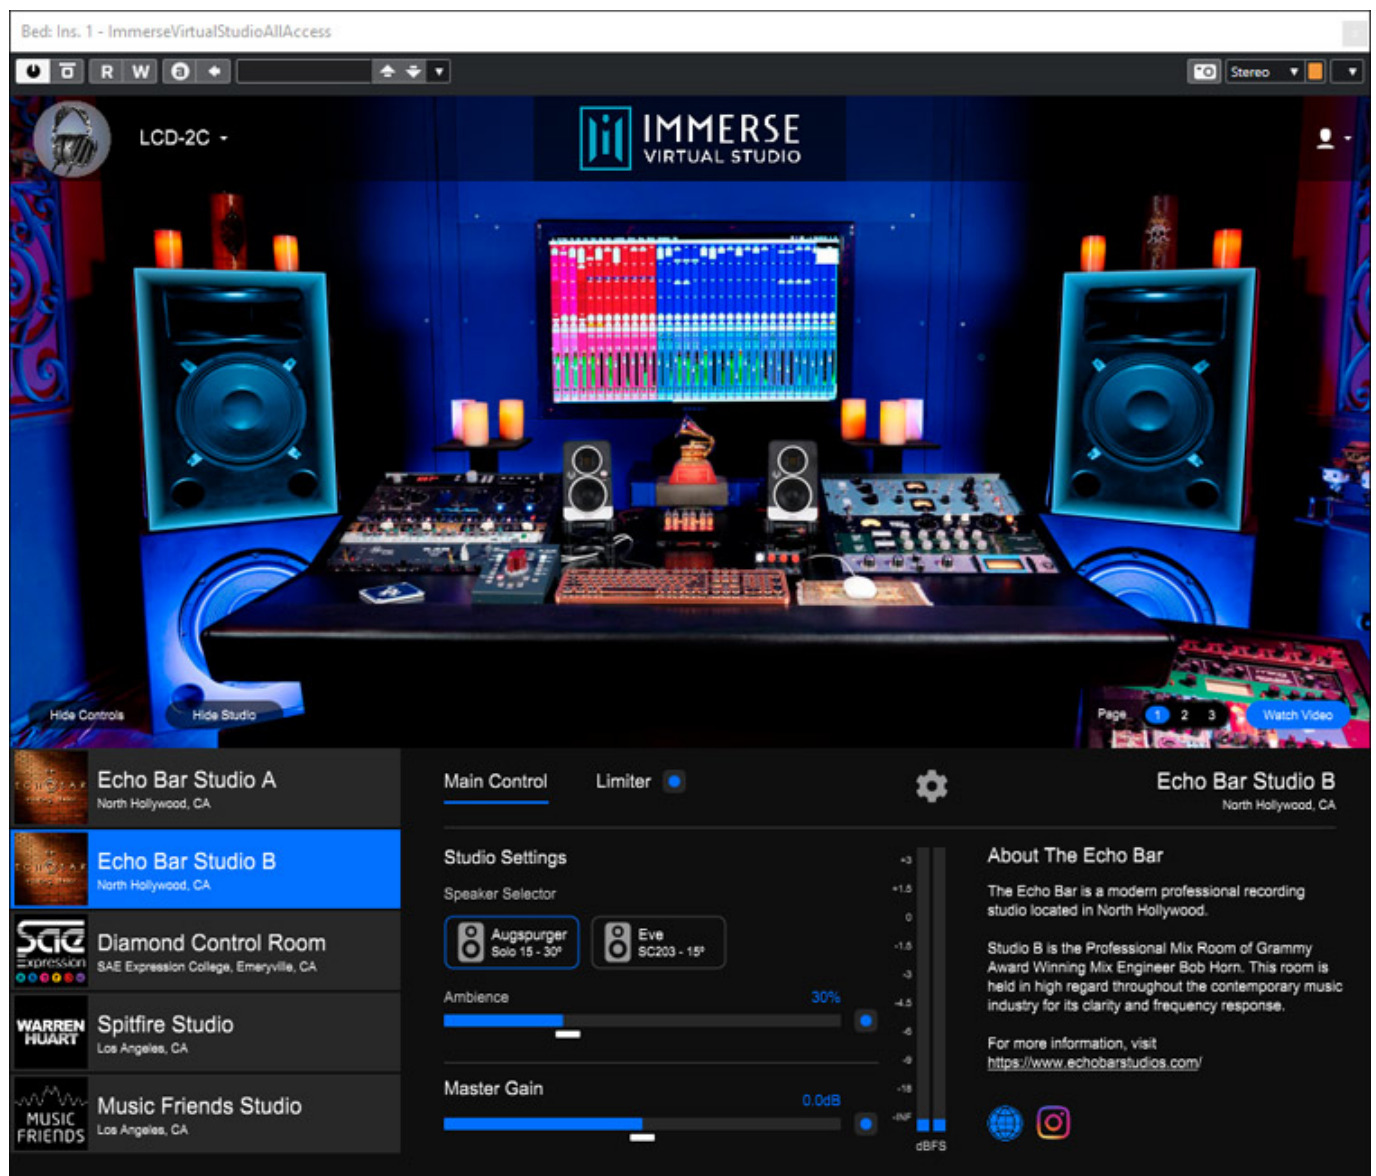 Bed: Ins. 1 - ImmerseVirtualStudioAllAccess
R W a
Stereo
LCD-2C
IMMERSE
VIRTUAL STUDIO
Hide Controls
Hide Studio
Page 1 2 3
Watch Video
Echo Bar Studio A
North Hollywood, CA
Echo Bar Studio B
North Hollywood, CA
sae
Expression
Diamond Control Room
SAE Expression College, Emeryville, CA
WARREN
HUART
Spitfire Studio
Los Angeles, CA
MUSIC
FRIENDS
Music Friends Studio
Los Angeles, CA
Main Control
Limiter
Studio Settings
Speaker Selector
Augspurger
Solo 15 - 30º
Eve
SC203 - 15º
Ambience
30%
Master Gain
0.0dB
+3
+1.5
0
-1.5
-3
-4.5
-6
-9
-18
-INF
dBFS
Echo Bar Studio B
North Hollywood, CA
About The Echo Bar
The Echo Bar is a modern professional recording
studio located in North Hollywood.
Studio B is the Professional Mix Room of Grammy
Award Winning Mix Engineer Bob Horn. This room is
held in high regard throughout the contemporary music
industry for its clarity and frequency response.
For more information, visit
https://www.echobarstudios.com/